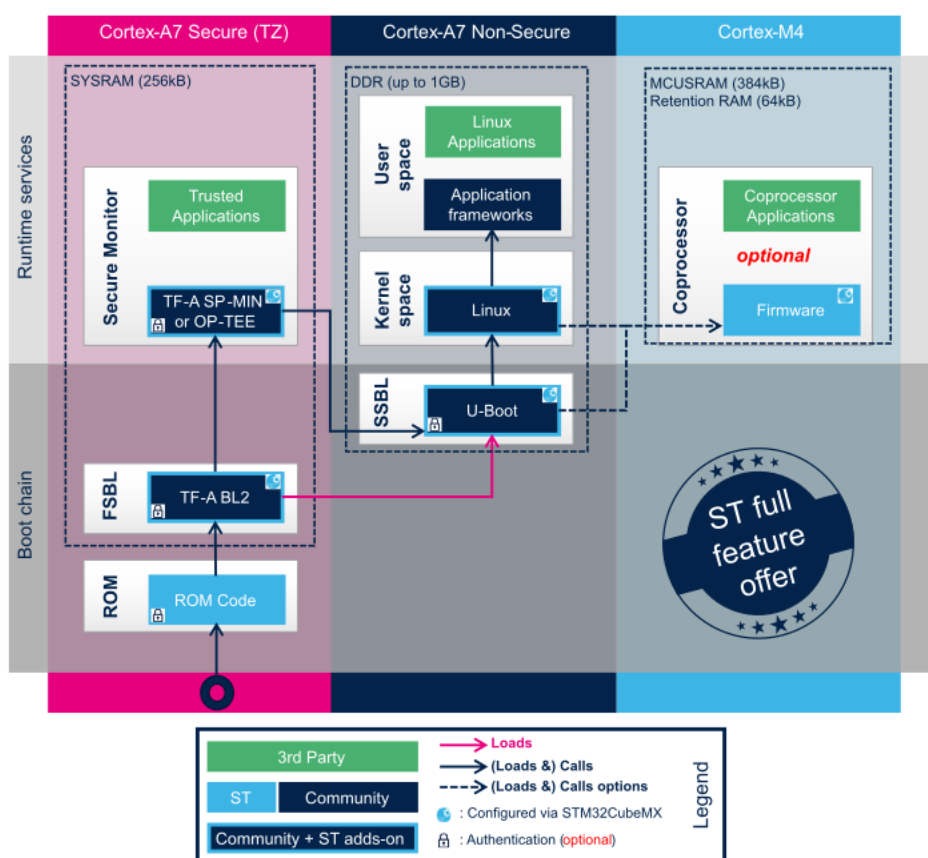 Cortex-A7 Secure (TZ)
Cortex-A7 Non-Secure
Cortex-M4
Runtime services
Boot chain
SYSRAM (256kB)
Secure Monitor
Trusted
Applications
TF-A SP-MIN
or OP-TEE
FSBL
TF-A BL2
ROM
ROM Code
DDR (up to 1GB)
User
space
Linux
Applications
Application
frameworks
Kernel
space
Linux
SSBL
U-Boot
MCUSRAM (384kB)
Retention RAM (64kB)
Coprocessor
Coprocessor
Applications
optional
Firmware
ST full
feature
offer
3rd Party
ST
Community
Community + ST adds-on
Loads
(Loads &) Calls
(Loads &) Calls options
: Configured via STM32CubeMX
: Authentication (optional)
Legend